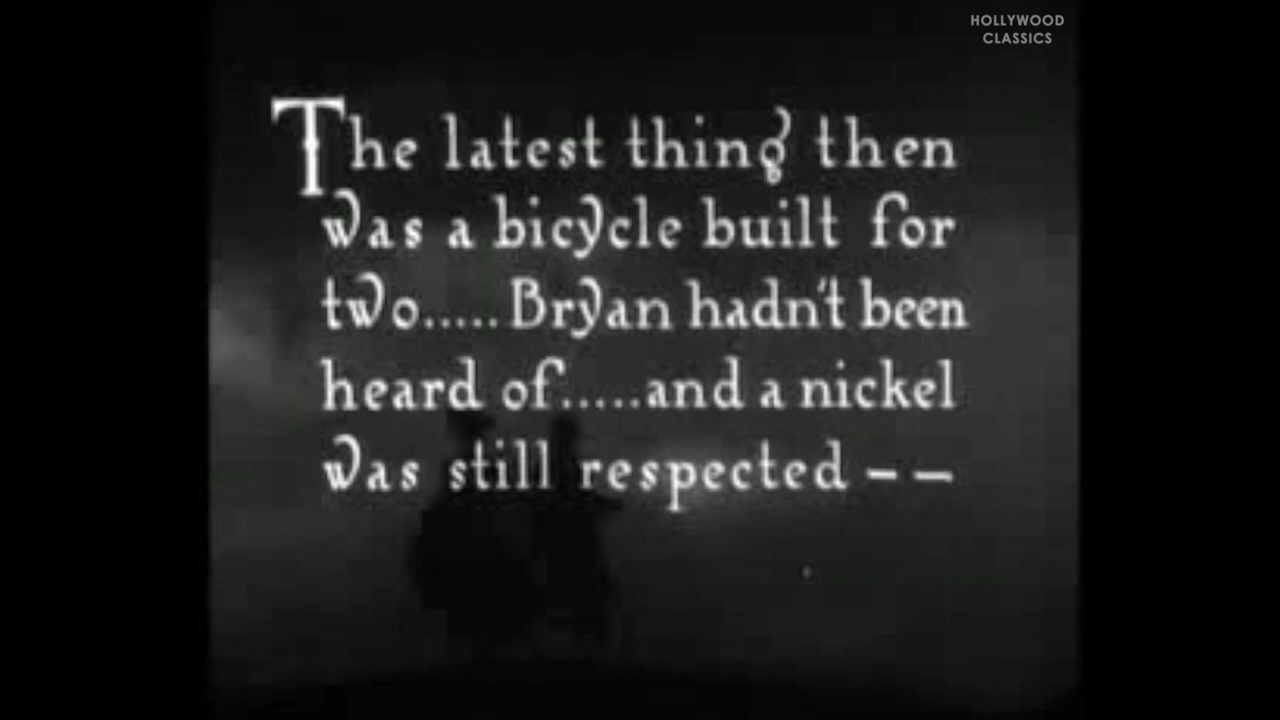 HOLLYWOOD
CLASSICS
The latest thing then
was a bicycle built for
two..... Bryan hadn't been
heard of.....and a nickel
was still respected – –